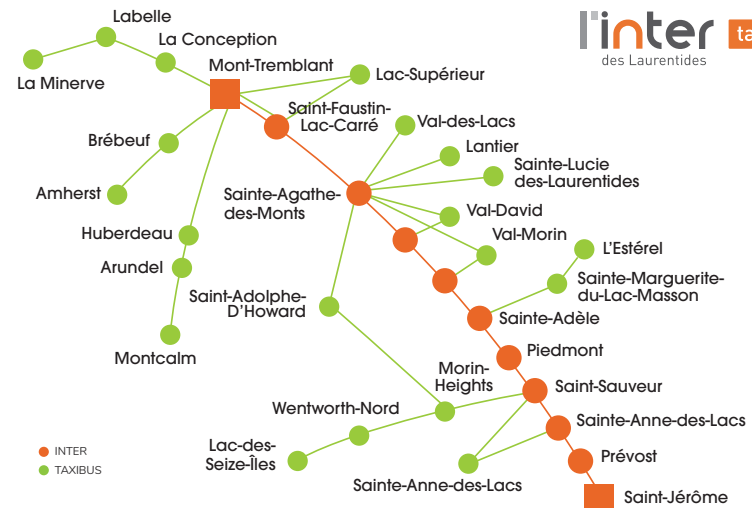 l'inter
ta
des Laurentides
Labelle
La Conception
La Minerve
Mont-Tremblant
Lac-Supérieur
Saint-Faustin-
Lac-Carré
Val-des-Lacs
Brébeuf
Lantier
Sainte-Lucie
des-Laurentides
Amherst
Sainte-Agathe-
des-Monts
Val-David
Huberdeau
Val-Morin
L'Estérel
Arundel
Sainte-Marguerite-
du-Lac-Masson
Saint-Adolphe-
D'Howard
Sainte-Adèle
Montcalm
Piedmont
Morin-
Heights
Saint-Sauveur
Wentworth-Nord
Sainte-Anne-des-Lacs
Lac-des-
Seize-Îles
INTER
TAXIBUS
Prévost
Sainte-Anne-des-Lacs
Saint-Jérôme